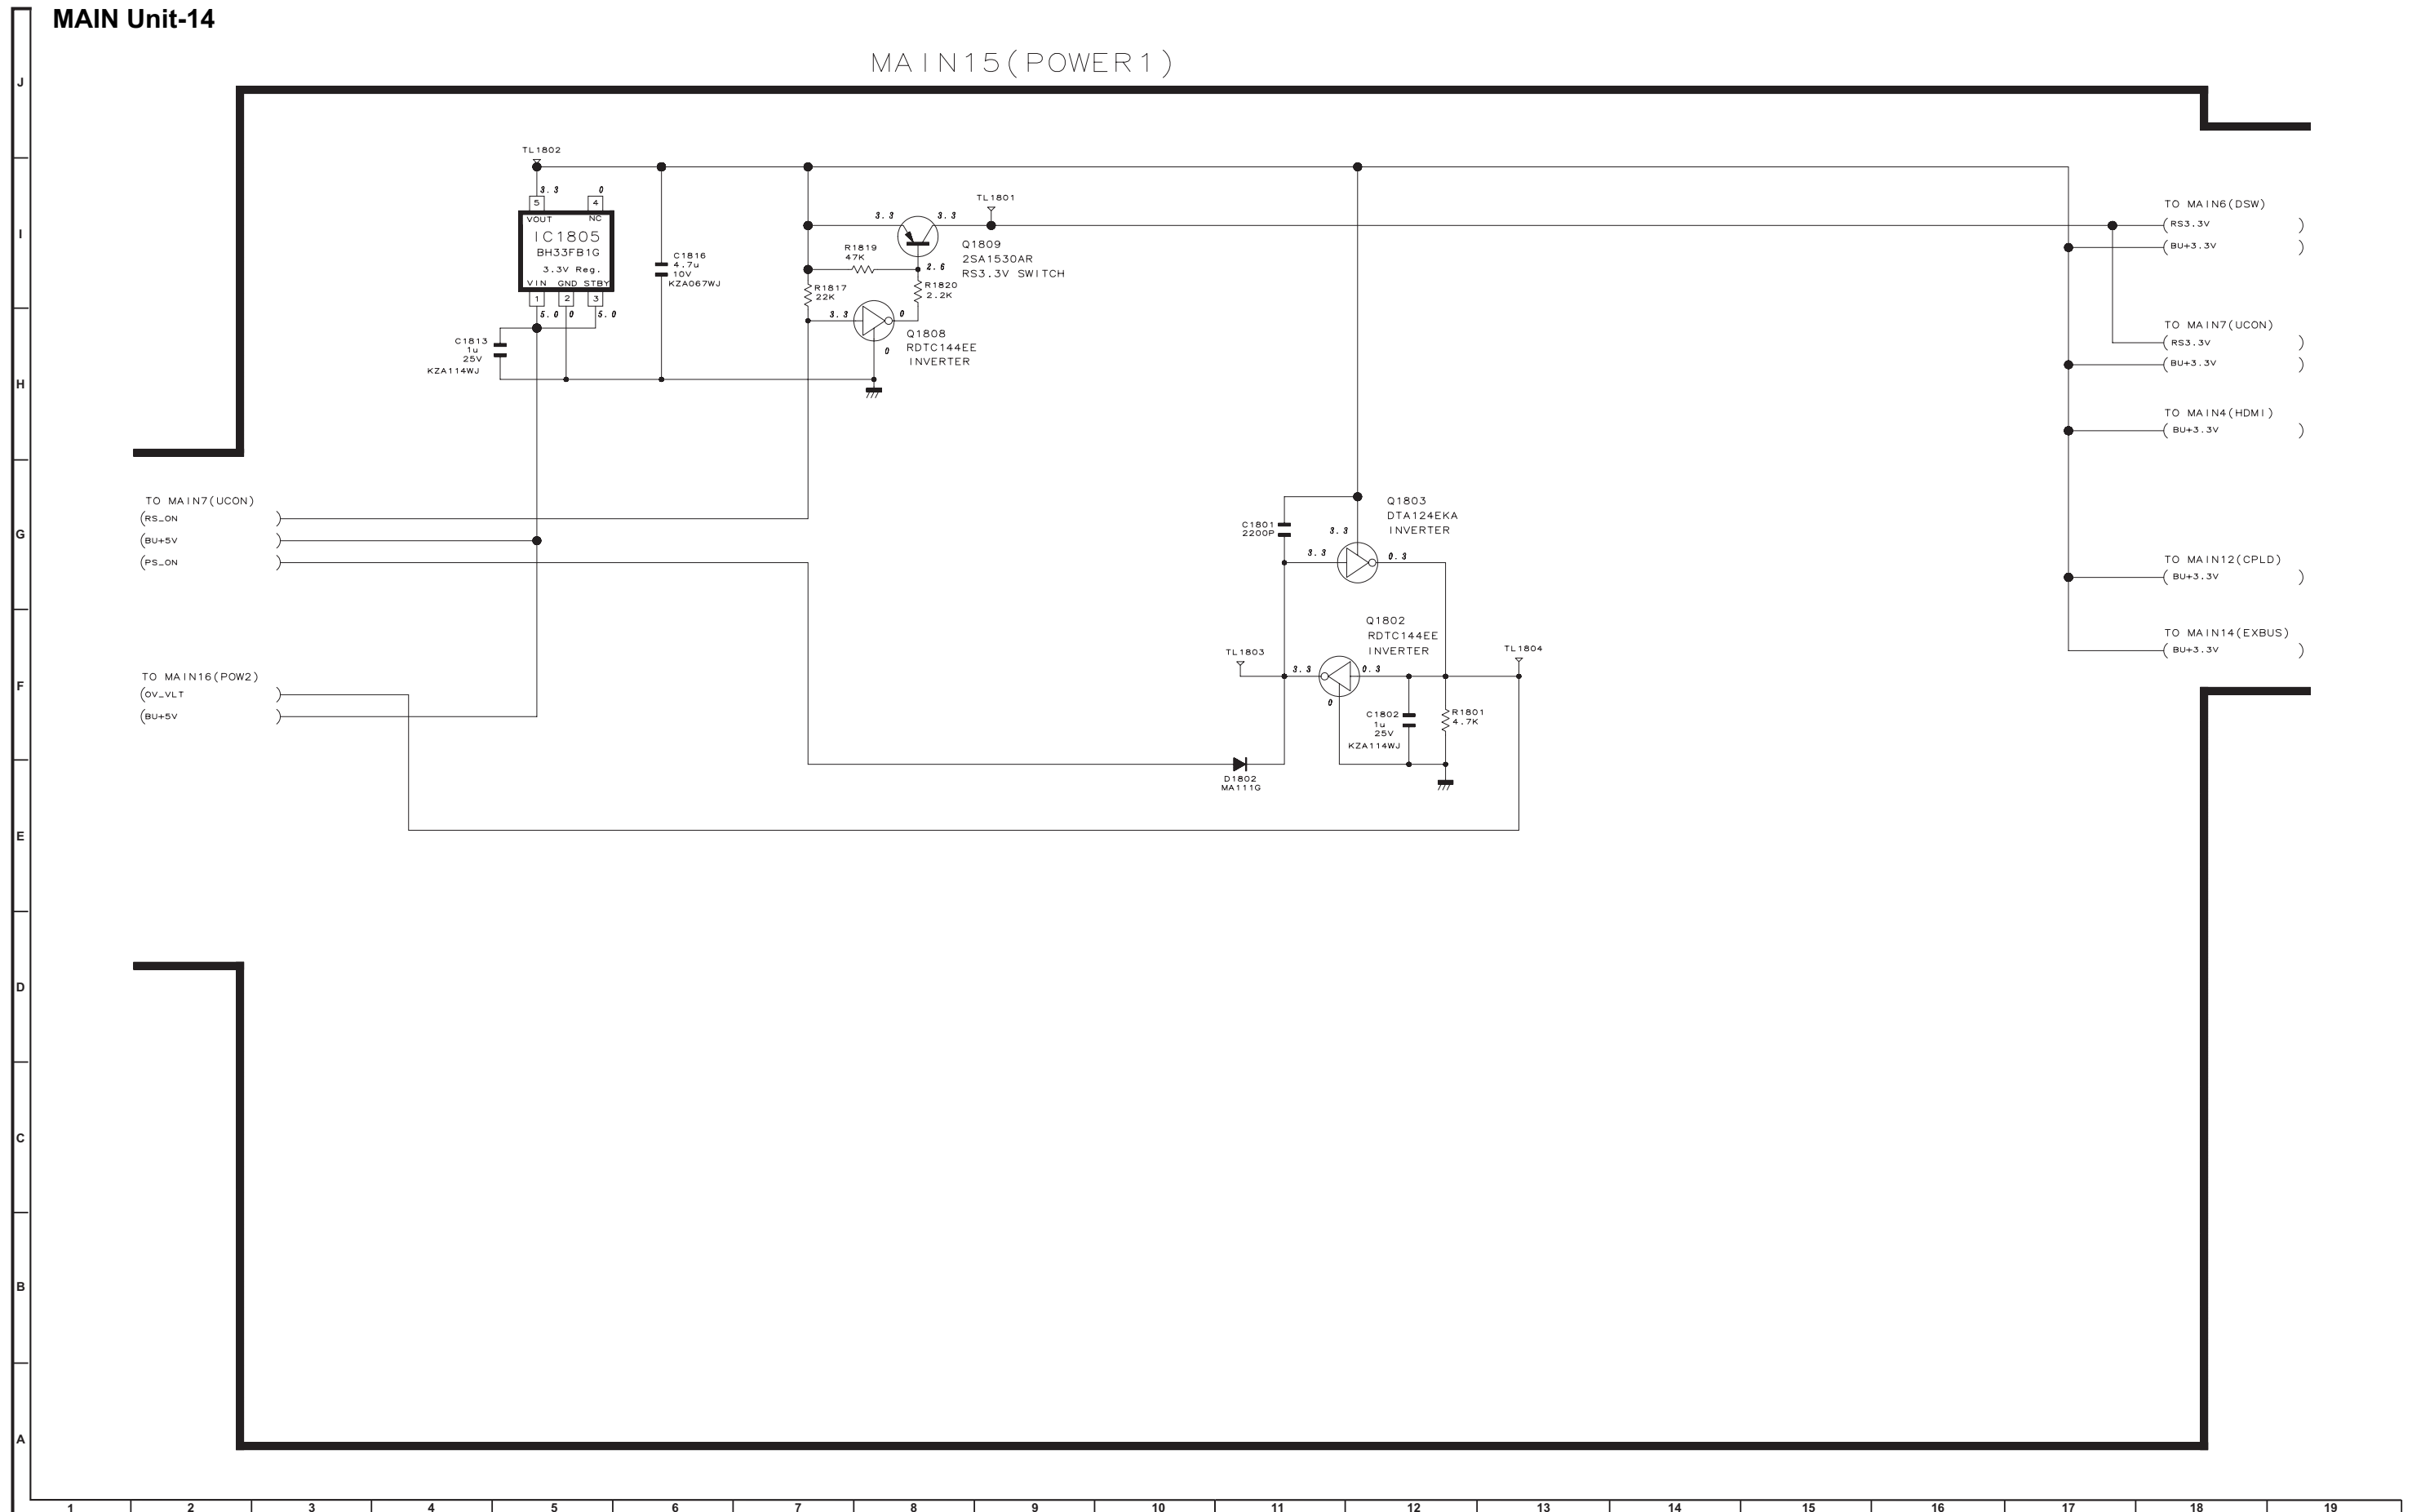 MAIN Unit-14
MAIN15(POWER1)
J
I
H
G
F
E
D
C
B
A
TL1802
3.3
0
5
4
VOUT
NC
IC1805
BH33FB1G
3.3V Reg.
VIN GND STBY
1
2
3
5.0
0
5.0
C1813
1u
25V
KZA114WJ
C1816
4.7u
10V
KZA067WJ
R1819
47K
R1817
22K
3.3
3.3
TL1801
Q1809
2SA1530AR
RS3.3V SWITCH
2.6
R1820
2.2K
3.3
0
Q1808
RDTC144EE
INVERTER
0
TO MAIN6(DSW)
(RS3.3V )
(BU+3.3V )
TO MAIN7(UCON)
(RS3.3V )
(BU+3.3V )
TO MAIN4(HDMI)
(BU+3.3V )
TO MAIN12(CPLD)
(BU+3.3V )
TO MAIN14(EXBUS)
(BU+3.3V )
TO MAIN7(UCON)
(RS_ON )
(BU+5V )
(PS_ON )
TO MAIN16(POW2)
(OV_VLT )
(BU+5V )
C1801
2200P
Q1803
DTA124EKA
INVERTER
3.3
3.3
0.3
Q1802
RDTC144EE
INVERTER
TL1803
3.3
0.3
0
TL1804
C1802
1u
25V
KZA114WJ
R1801
4.7K
D1802
MA111G
1 2 3 4 5 6 7 8 9 10 11 12 13 14 15 16 17 18 19